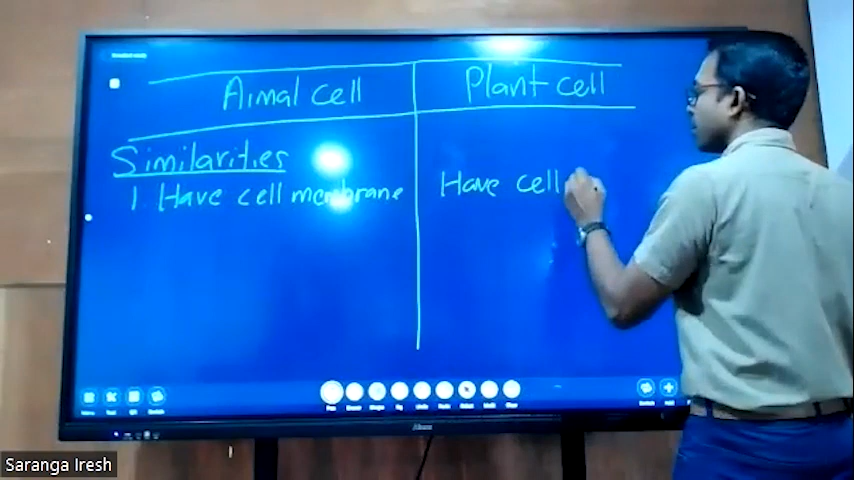 Aimal cell
Plant cell
Similarities
1. Have cell membrane
Have cell
Saranga Iresh